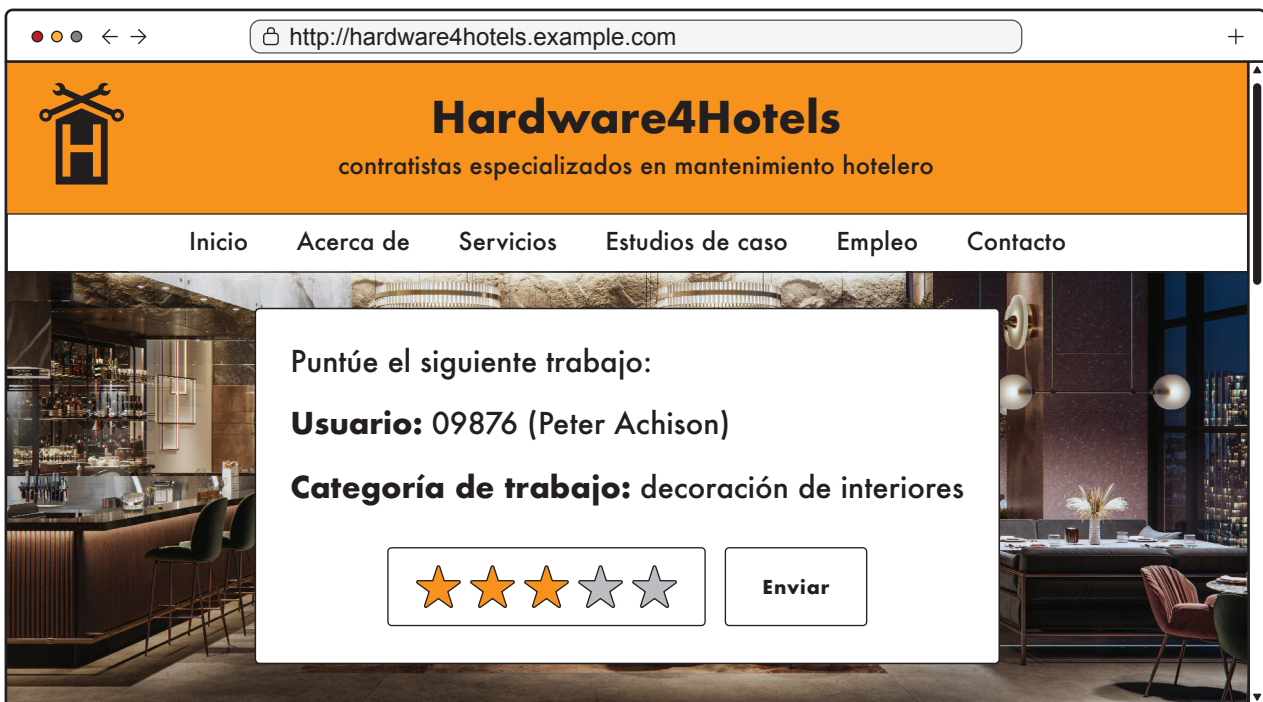 http://hardware4hotels.example.com
H
Hardware4Hotels
contratistas especializados en mantenimiento hotelero
Inicio Acerca de Servicios Estudios de caso Empleo Contacto
Puntúe el siguiente trabajo:
Usuario: 09876 (Peter Achison)
Categoría de trabajo: decoración de interiores
Enviar